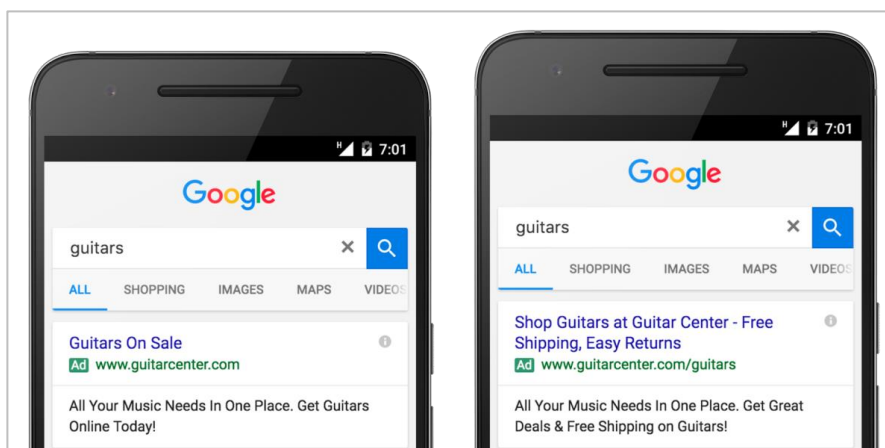 H 7:01
Google
guitars
ALL SHOPPING IMAGES MAPS VIDEOS
Guitars On Sale
Ad www.guitarcenter.com
All Your Music Needs In One Place. Get Guitars
Online Today!
H 7:01
Google
guitars
ALL SHOPPING IMAGES MAPS VIDEOS
Shop Guitars at Guitar Center - Free
Shipping, Easy Returns
Ad www.guitarcenter.com/guitars
All Your Music Needs In One Place. Get Great
Deals & Free Shipping on Guitars!